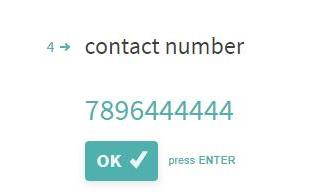 4 → contact number
7896444444
OK ✔ press ENTER